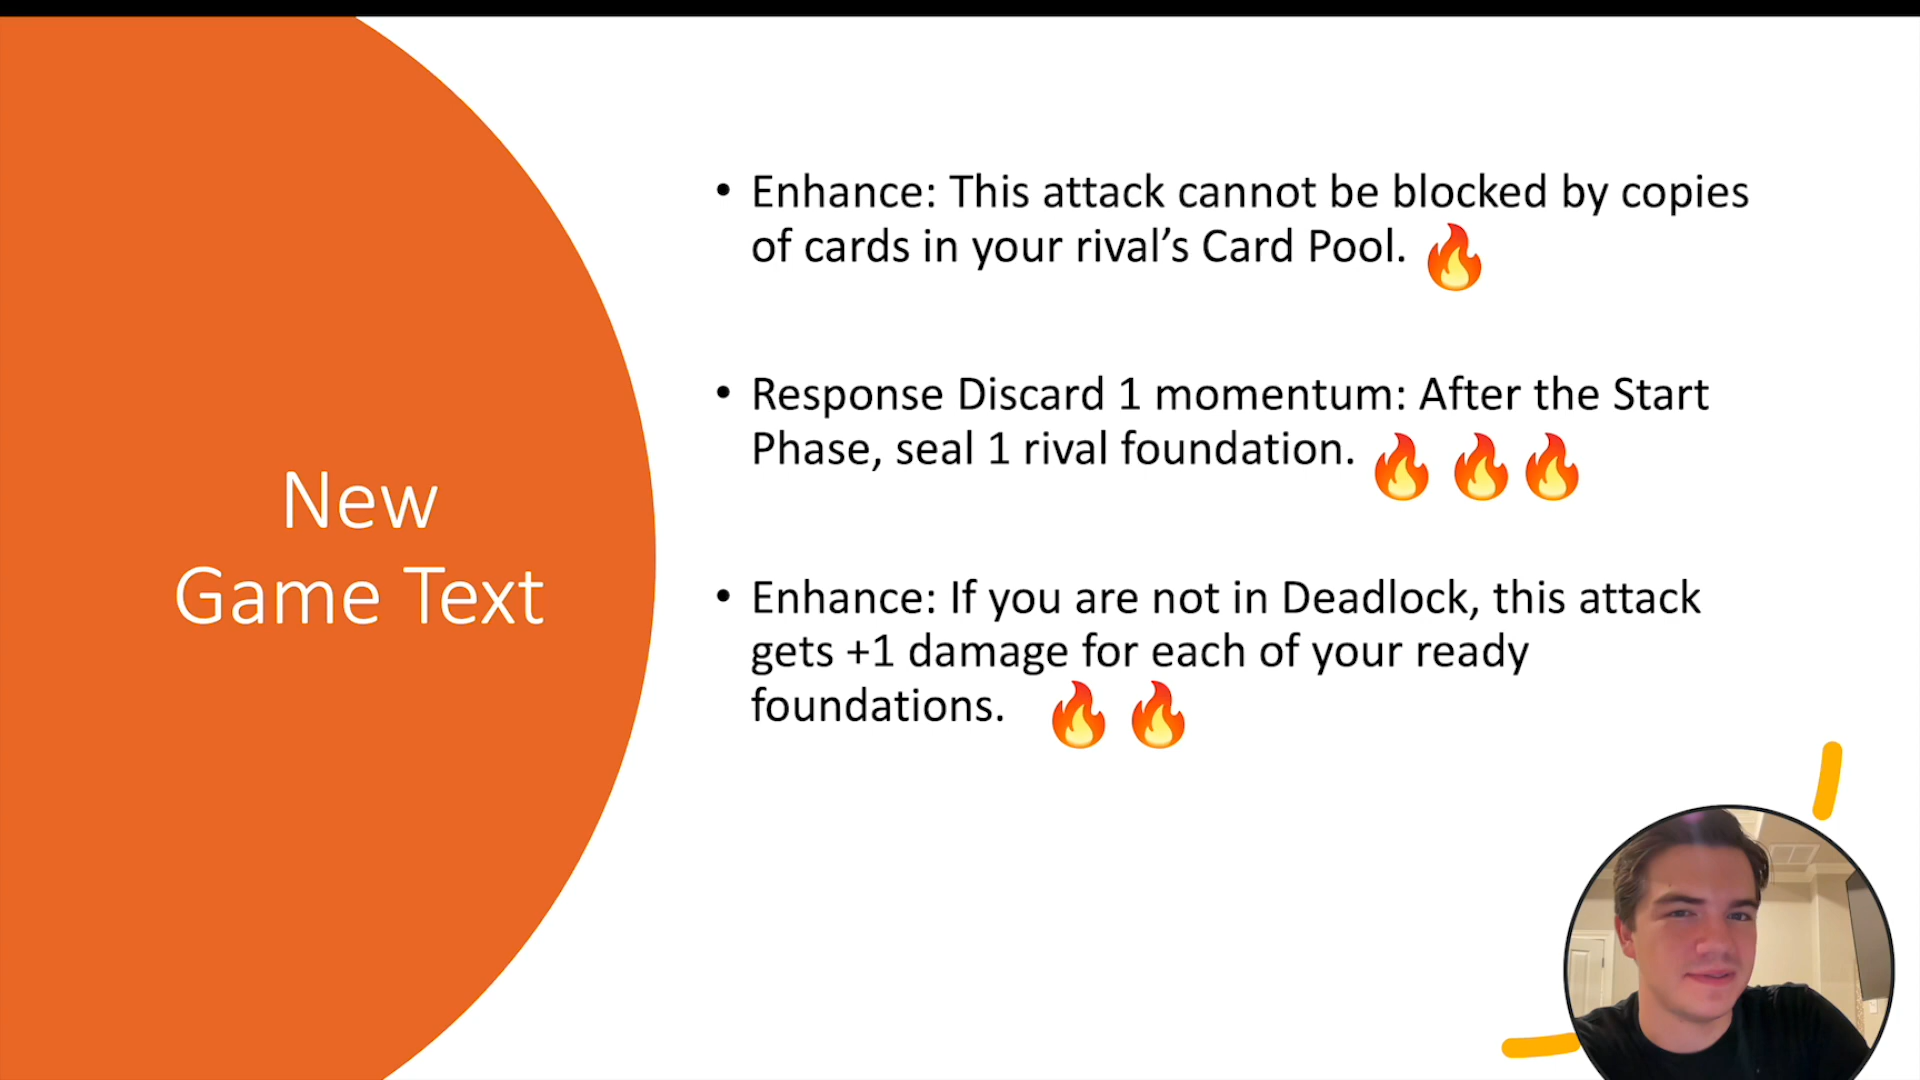 New
Game Text
• Enhance: This attack cannot be blocked by copies
of cards in your rival’s Card Pool. 🔥
• Response Discard 1 momentum: After the Start
Phase, seal 1 rival foundation. 🔥 🔥 🔥
• Enhance: If you are not in Deadlock, this attack
gets +1 damage for each of your ready
foundations. 🔥 🔥